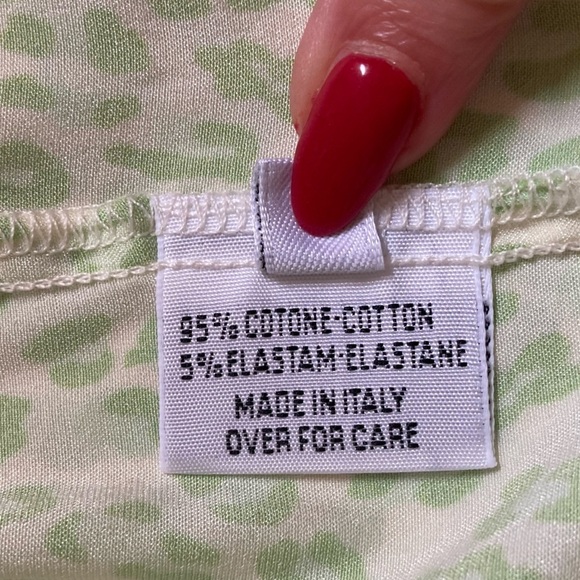 95% COTONE-COTTON
5% ELASTAM-ELASTANE
MADE IN ITALY
OVER FOR CARE